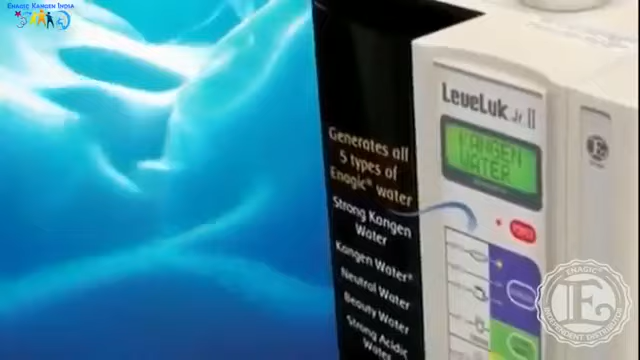 Enagic Kangen India
LeveLuk Jr II
KANGEN
WATER
Generates all
5 types of
Enagic® water
Strong Kangen
Water
Kangen Water®
Neutral Water
Beauty Water
Strong Acidic
Water
POWER
ENAGIC®
E
INDEPENDENT DISTRIBUTOR